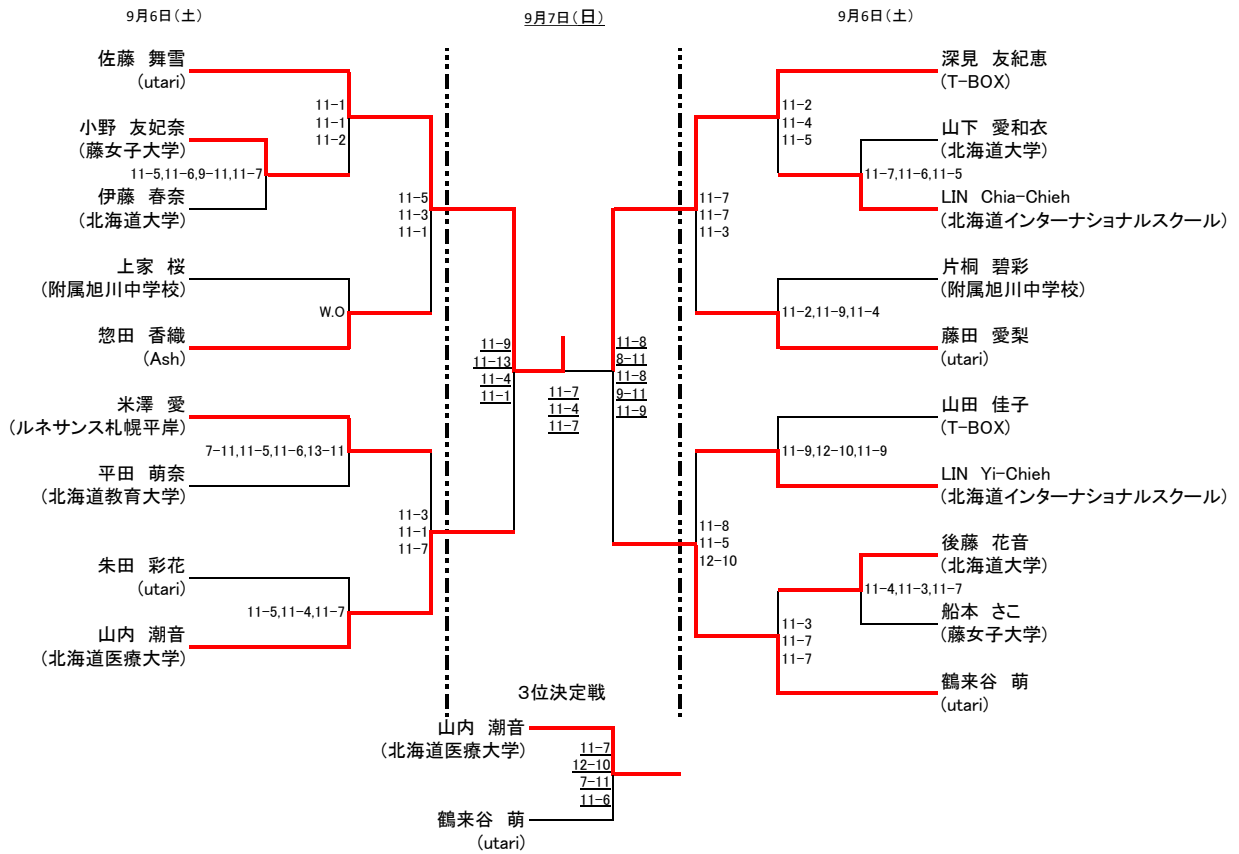 9月6日(土)
9月7日(日)
9月6日(土)
佐藤　舞雪
(utari)
11-1
11-1
11-2
小野　友妃奈
(藤女子大学)
11-5,11-6,9-11,11-7
伊藤　春奈
(北海道大学)
11-5
11-3
11-1
上家　桜
(附属旭川中学校)
W.O
惣田　香織
(Ash)
11-9
11-13
11-4
11-1
米澤　愛
(ルネサンス札幌平岸)
7-11,11-5,11-6,13-11
平田　萌奈
(北海道教育大学)
11-3
11-1
11-7
朱田　彩花
(utari)
11-5,11-4,11-7
山内　潮音
(北海道医療大学)
11-7
11-4
11-7
深見　友紀恵
(T-BOX)
11-2
11-4
11-5
山下　愛和衣
(北海道大学)
11-7,11-6,11-5
LIN　Chia-Chieh
(北海道インターナショナルスクール)
11-7
11-7
11-3
片桐　碧彩
(附属旭川中学校)
11-2,11-9,11-4
藤田　愛梨
(utari)
11-8
8-11
11-8
9-11
11-9
山田　佳子
(T-BOX)
11-9,12-10,11-9
LIN　Yi-Chieh
(北海道インターナショナルスクール)
11-8
11-5
12-10
後藤　花音
(北海道大学)
11-4,11-3,11-7
船本　さこ
(藤女子大学)
11-3
11-7
11-7
鶴来谷　萌
(utari)
3位決定戦
山内　潮音
(北海道医療大学)
11-7
12-10
7-11
11-6
鶴来谷　萌
(utari)